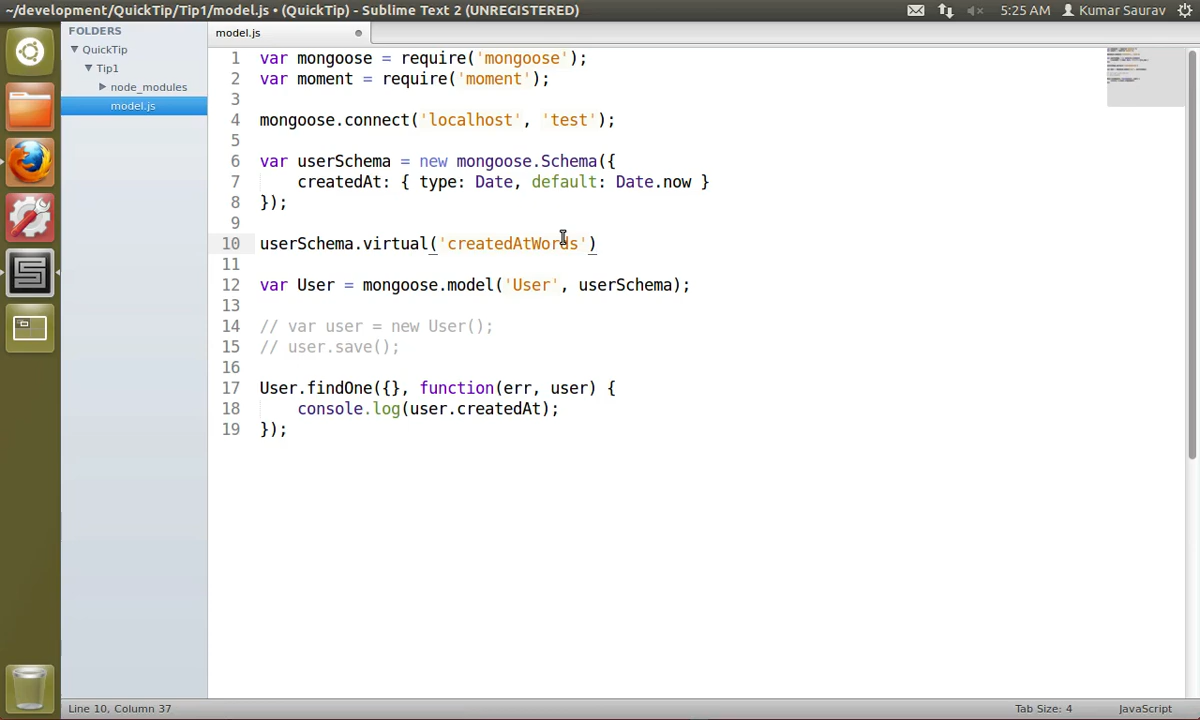 ~/development/QuickTip/Tip1/model.js • (QuickTip) - Sublime Text 2 (UNREGISTERED)
5:25 AM Kumar Saurav
FOLDERS
QuickTip
Tip1
node_modules
model.js
model.js
1 var mongoose = require('mongoose');
2 var moment = require('moment');
3
4 mongoose.connect('localhost', 'test');
5
6 var userSchema = new mongoose.Schema({
7 createdAt: { type: Date, default: Date.now }
8 });
9
10 userSchema.virtual('createdAtWords')
11
12 var User = mongoose.model('User', userSchema);
13
14 // var user = new User();
15 // user.save();
16
17 User.findOne({}, function(err, user) {
18 console.log(user.createdAt);
19 });
Line 10, Column 37
Tab Size: 4
JavaScript